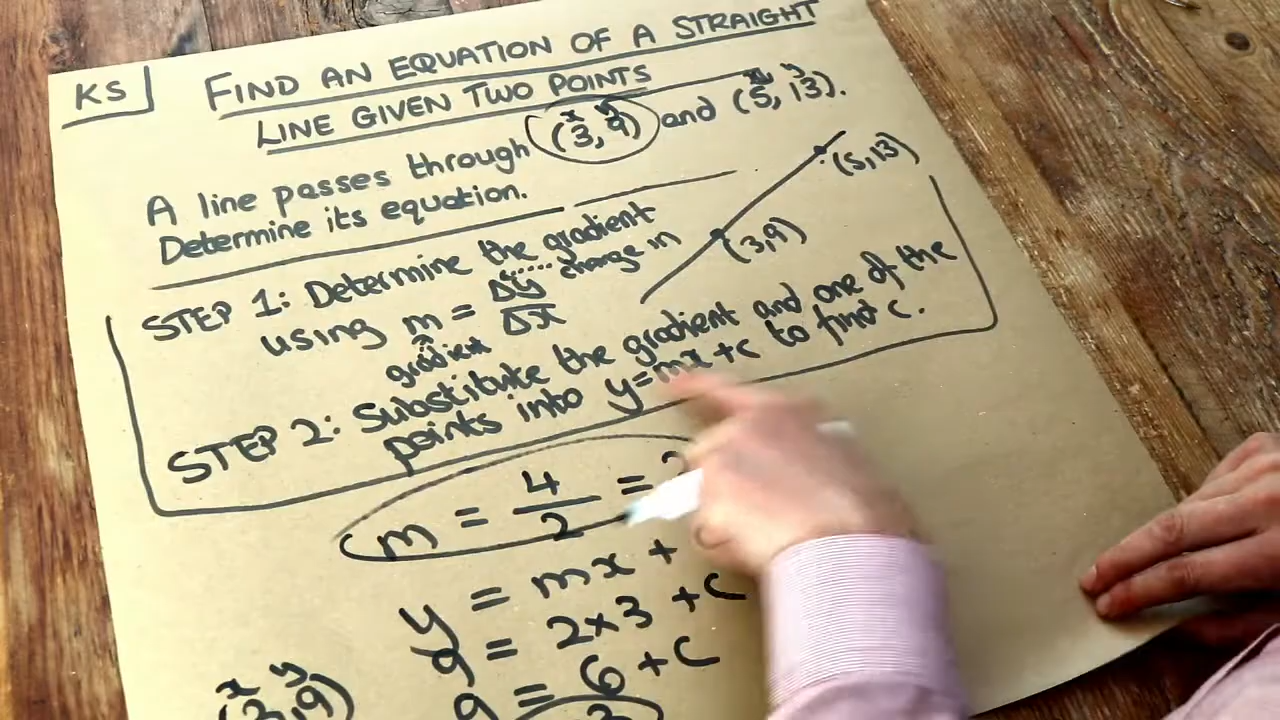 KS
FIND AN EQUATION OF A STRAIGHT
LINE GIVEN TWO POINTS
x y x y
A line passes through (3,9) and (5,13).
Determine its equation.
(5,13)
(3,9)
STEP 1: Determine the gradient
using m = Δy/Δx change in
gradient
STEP 2: Substitute the gradient and one of the
points into y=mx+c to find c.
m = 4/2 = 2
y = mx +
9 = 2×3 +C
9 = 6 +C
x y
(3,9)
3